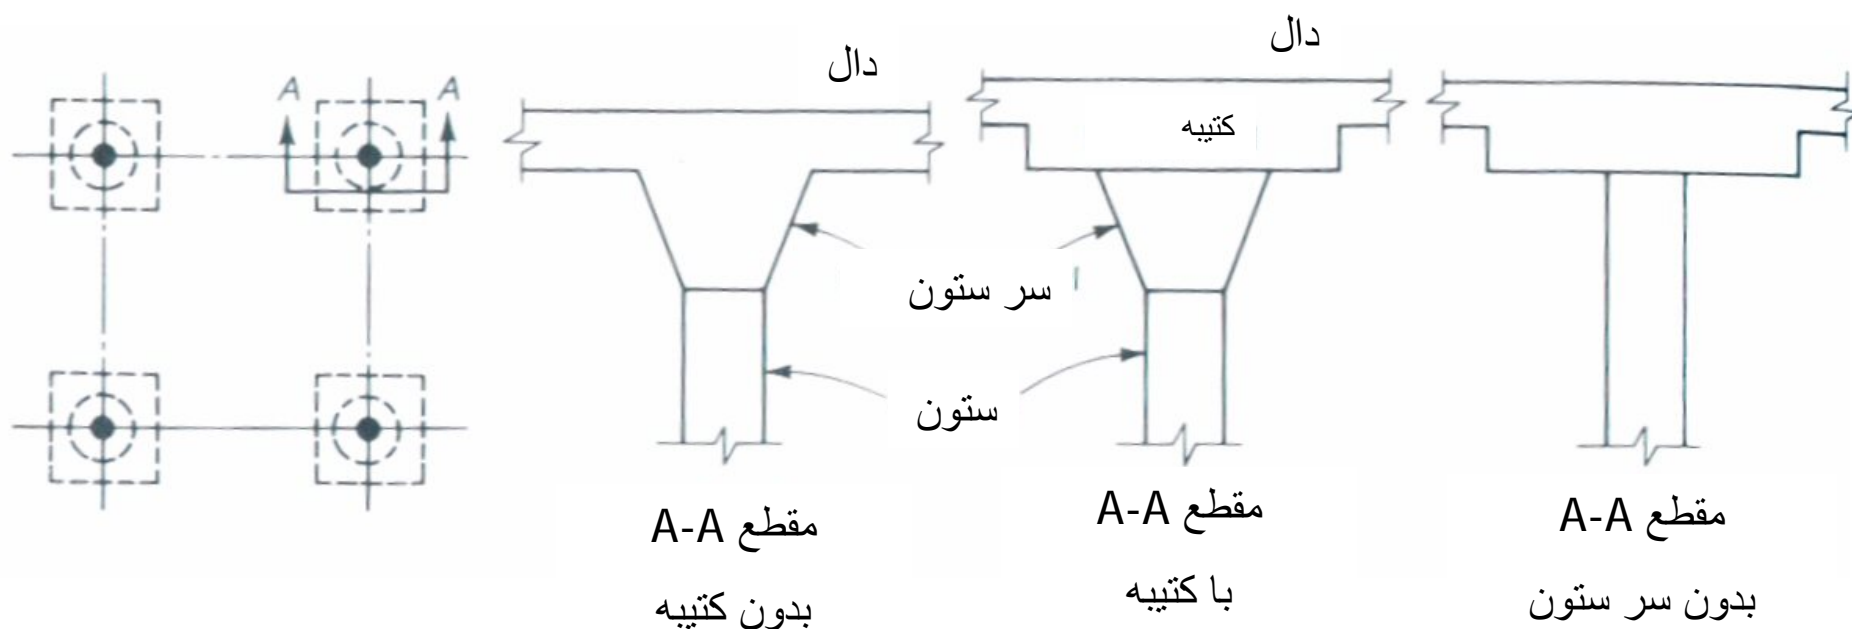 A A
دال
دال
کتیبه
سر ستون
ستون
مقطع A-A
بدون کتیبه
مقطع A-A
با کتیبه
مقطع A-A
بدون سر ستون